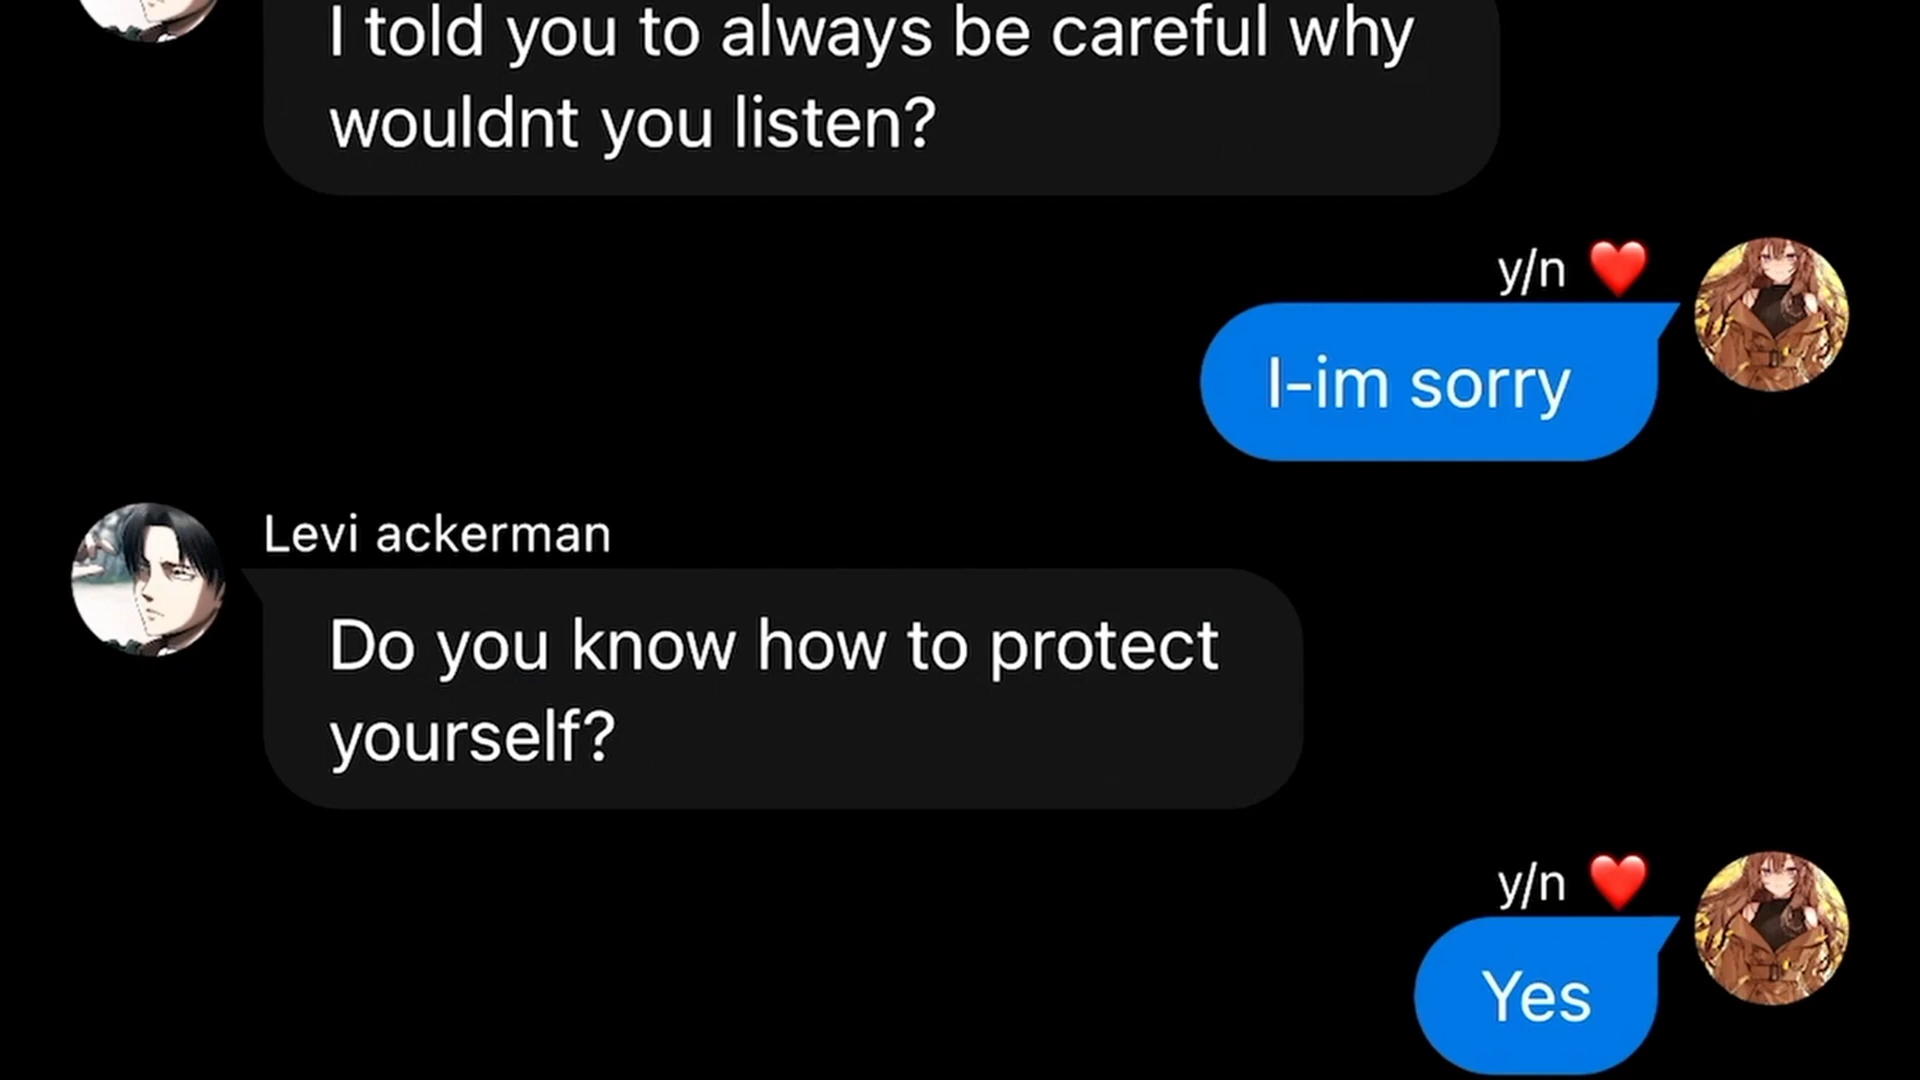 I told you to always be careful why
wouldnt you listen?
y/n ❤️
I-im sorry
Levi ackerman
Do you know how to protect
yourself?
y/n ❤️
Yes